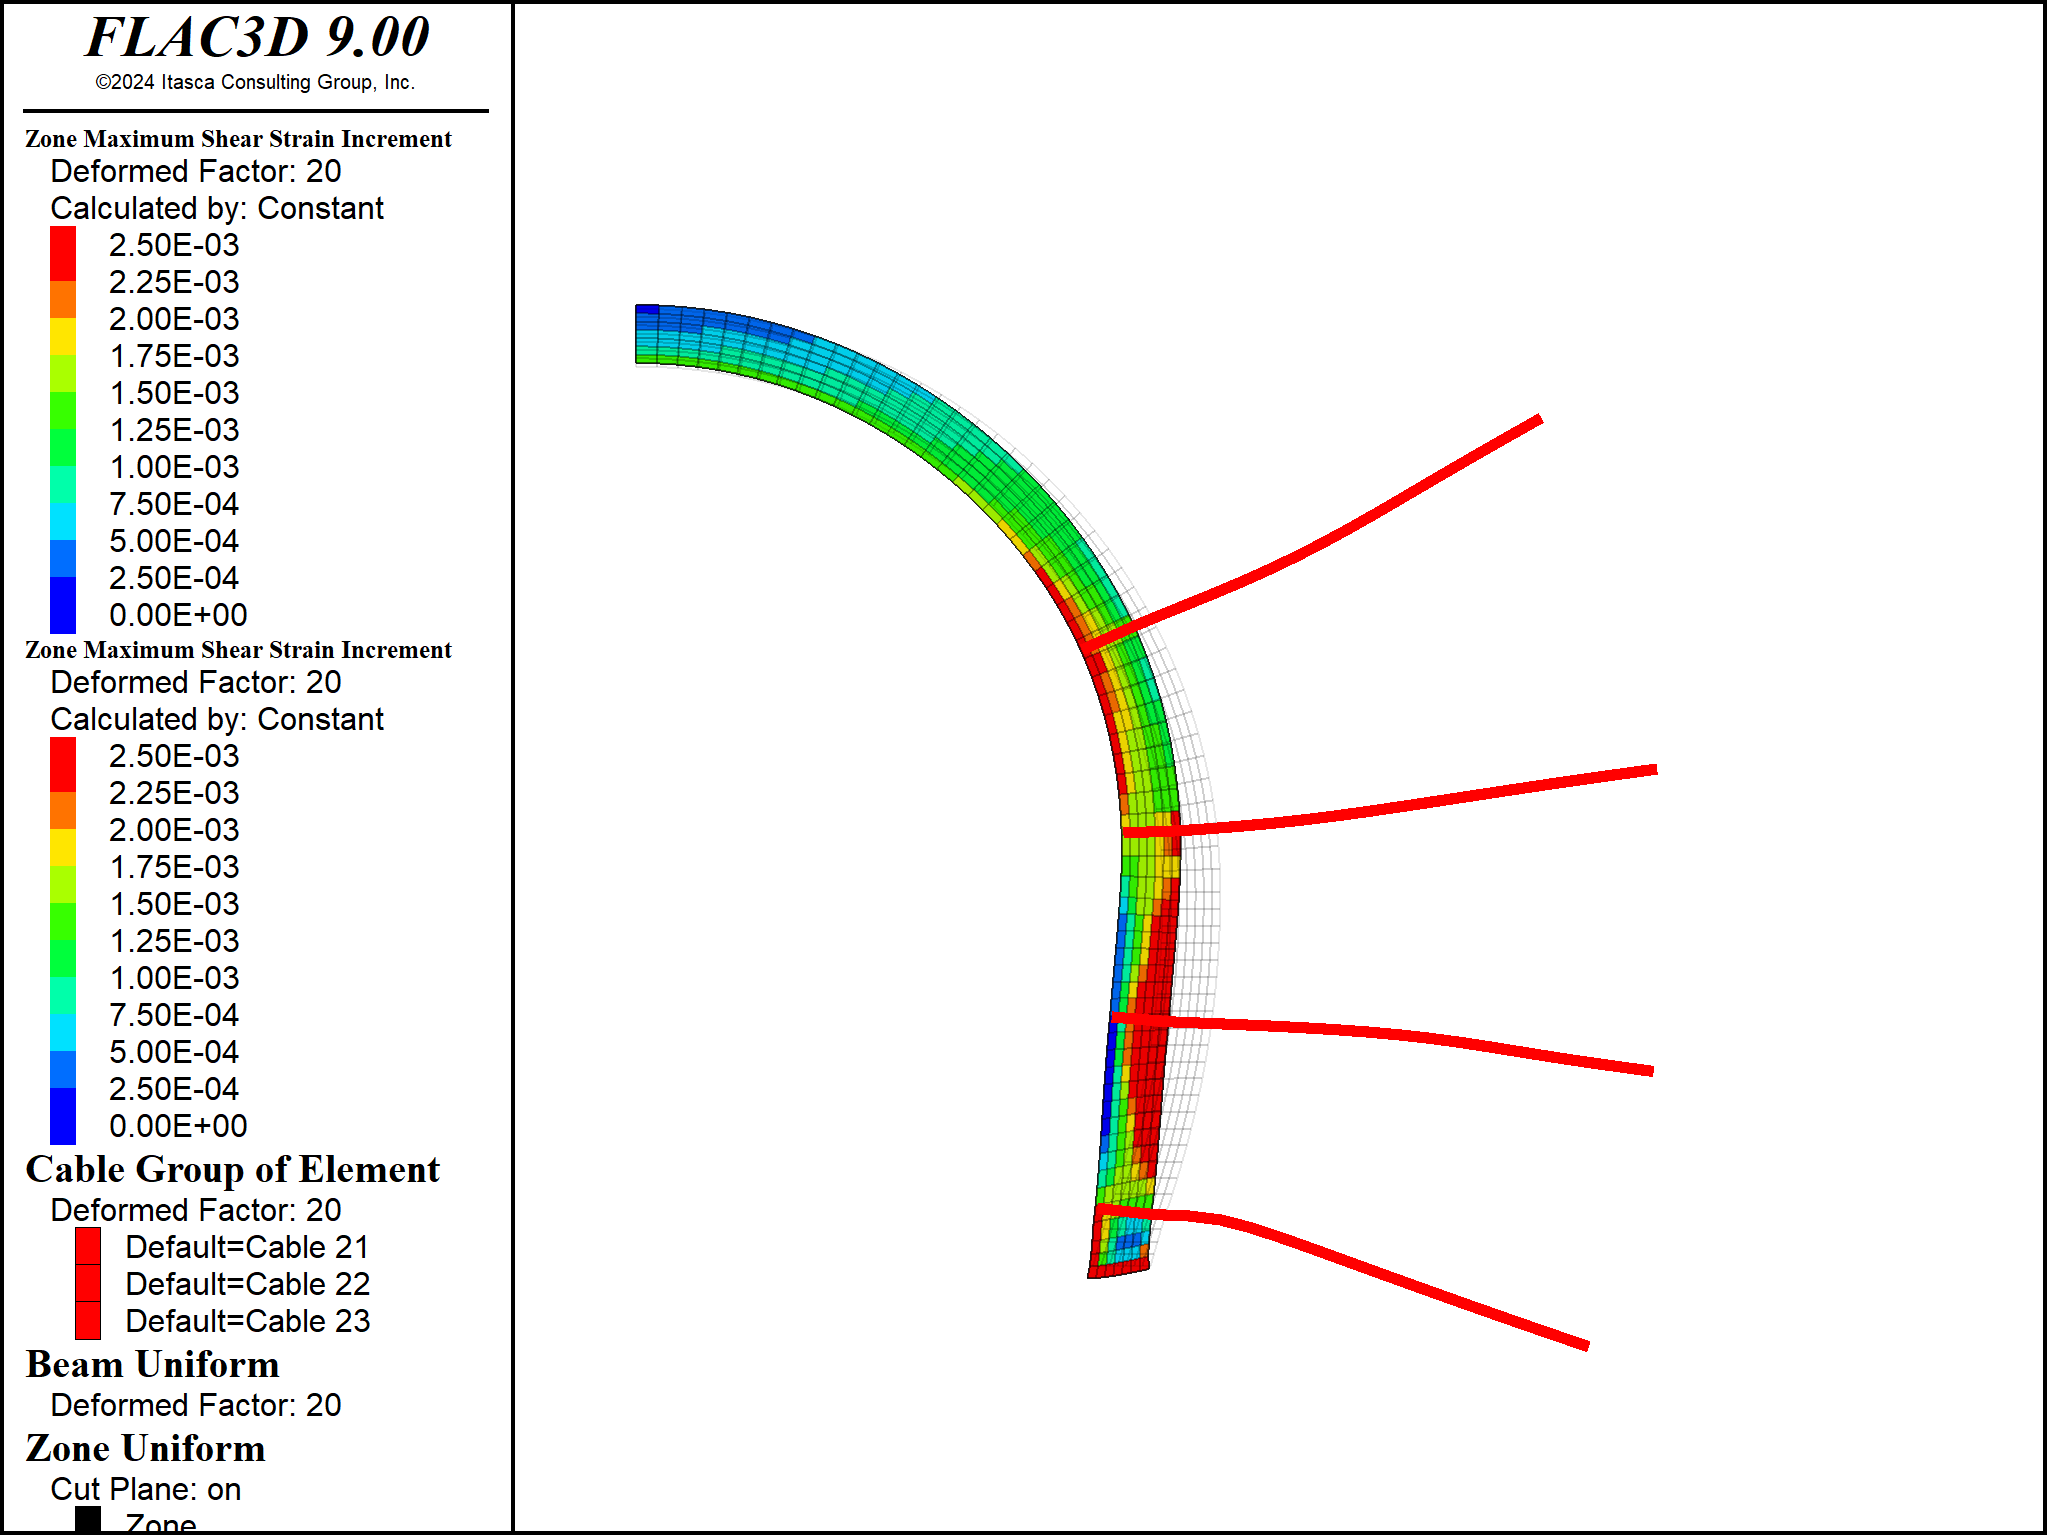 FLAC3D 9.00
©2024 Itasca Consulting Group, Inc.
Zone Maximum Shear Strain Increment
Deformed Factor: 20
Calculated by: Constant
2.50E-03
2.25E-03
2.00E-03
1.75E-03
1.50E-03
1.25E-03
1.00E-03
7.50E-04
5.00E-04
2.50E-04
0.00E+00
Zone Maximum Shear Strain Increment
Deformed Factor: 20
Calculated by: Constant
2.50E-03
2.25E-03
2.00E-03
1.75E-03
1.50E-03
1.25E-03
1.00E-03
7.50E-04
5.00E-04
2.50E-04
0.00E+00
Cable Group of Element
Deformed Factor: 20
Default=Cable 21
Default=Cable 22
Default=Cable 23
Beam Uniform
Deformed Factor: 20
Zone Uniform
Cut Plane: on
Zone